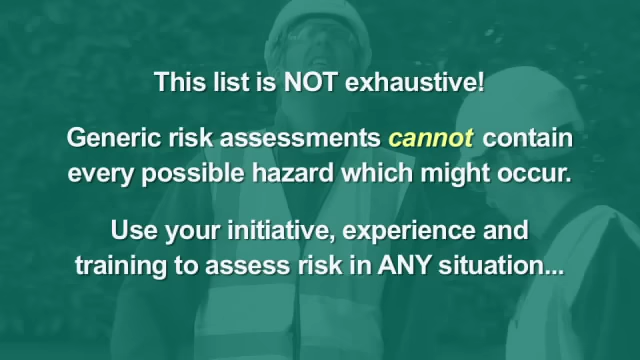 This list is NOT exhaustive!
Generic risk assessments cannot contain
every possible hazard which might occur.
Use your initiative, experience and
training to assess risk in ANY situation...